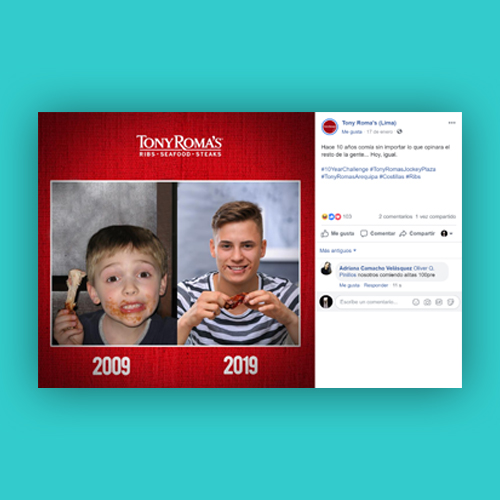 TONY ROMA'S
RIBS • SEAFOOD • STEAKS
2009
2019
Tony Roma's (Lima)
Me gusta · 17 de enero
Hace 10 años comía sin importar lo que opinara el
resto de la gente... Hoy, igual.
#10YearChallenge #TonyRomasJockeyPlaza
#TonyRomasArequipa #Costillas #Ribs
103
2 comentarios 1 vez compartido
Me gusta
Comentar
Compartir
Más antiguos
Adriana Camacho Velásquez Oliver G.
Pinillos nosotros comiendo alitas 100pre
Me gusta · Responder
Escribe un comentario...